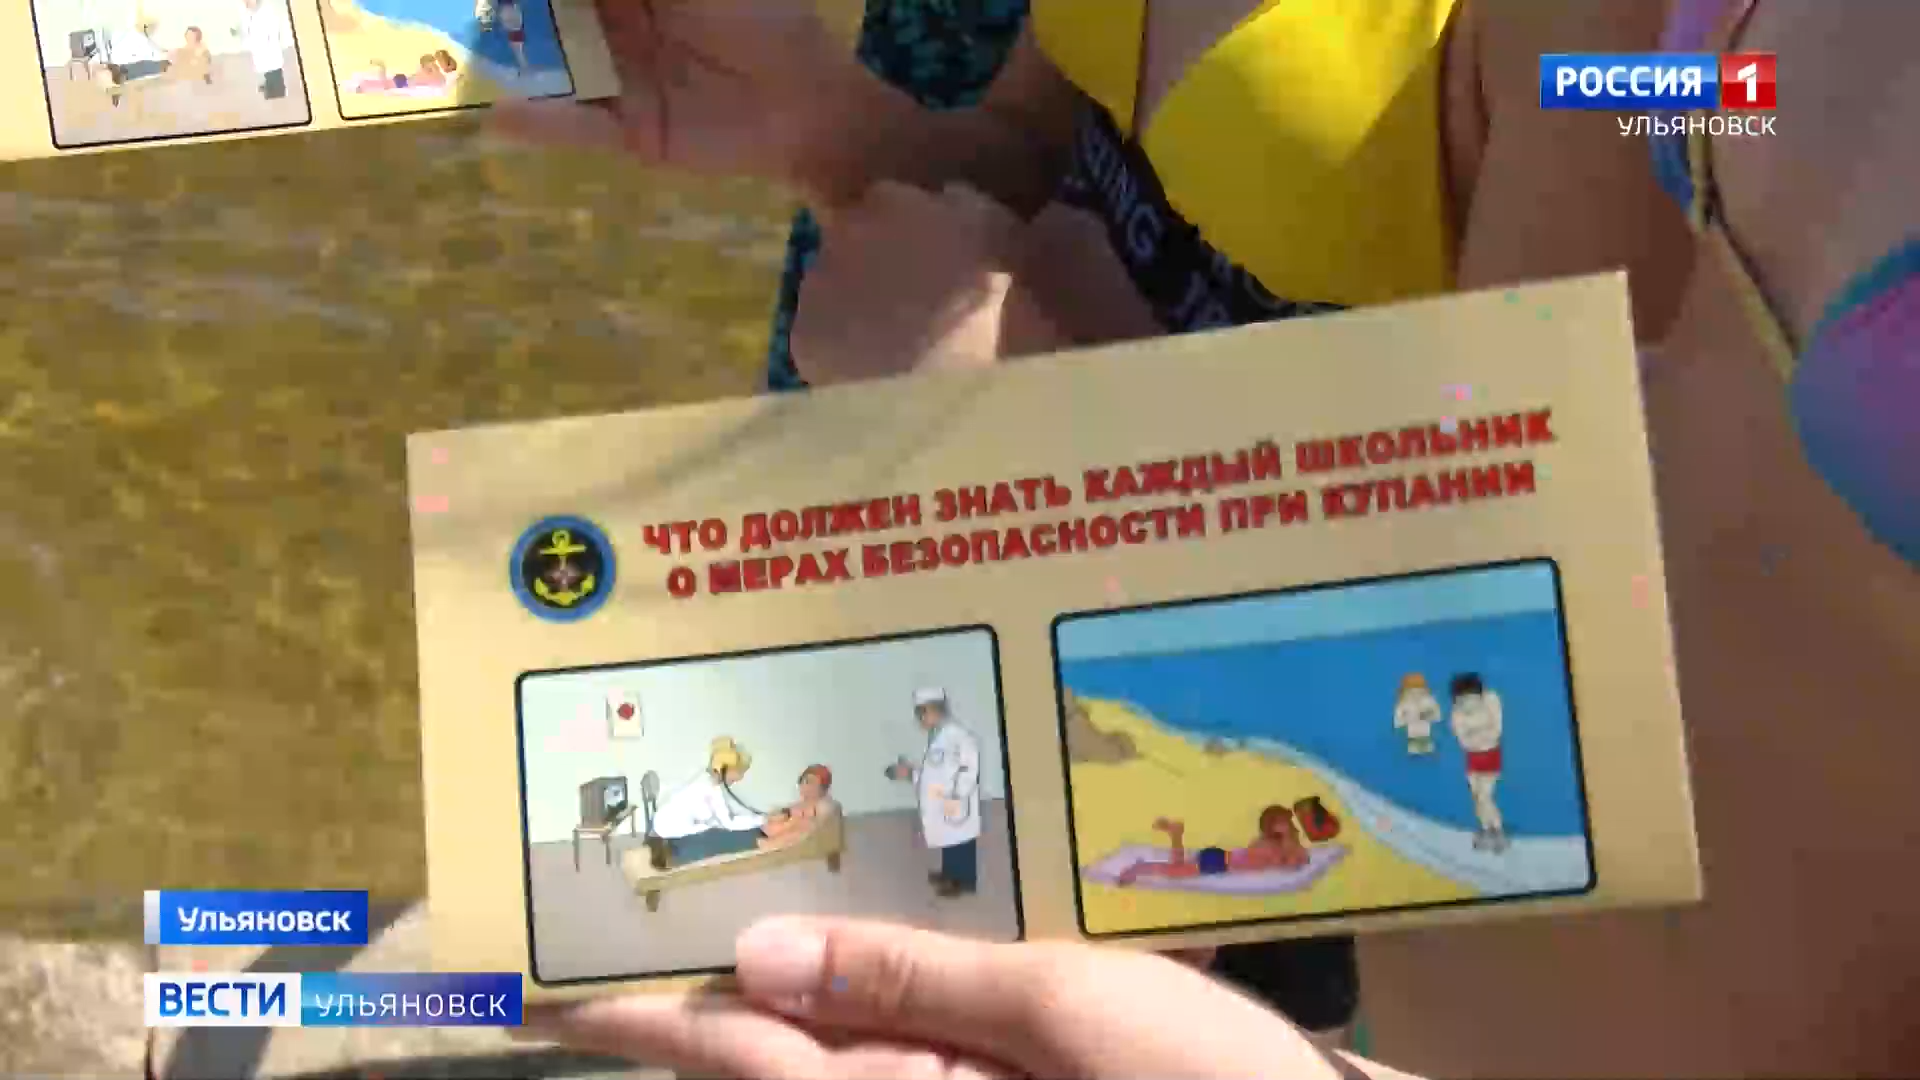 РОССИЯ 1
УЛЬЯНОВСК
ЧТО ДОЛЖЕН ЗНАТЬ КАЖДЫЙ ШКОЛЬНИК
О МЕРАХ БЕЗОПАСНОСТИ ПРИ КУПАНИИ
Ульяновск
ВЕСТИ УЛЬЯНОВСК